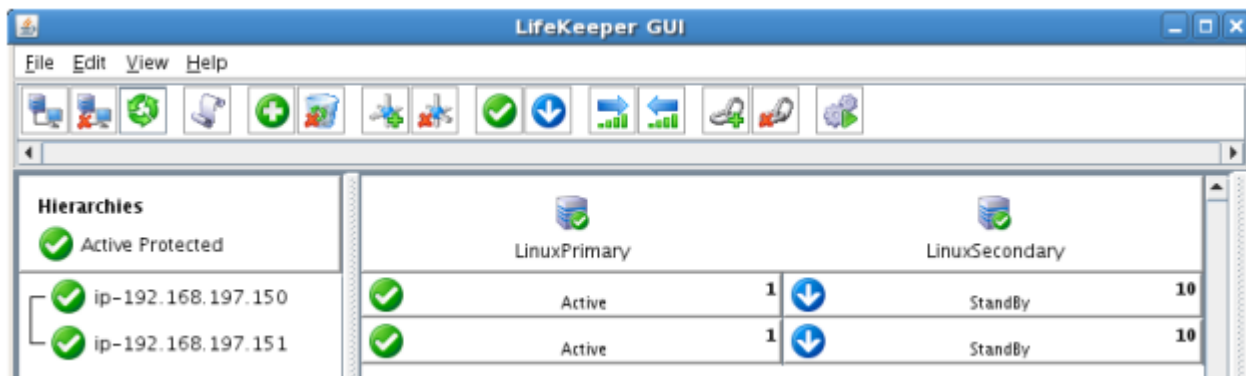 LifeKeeper GUI
File Edit View Help
Hierarchies
Active Protected
LinuxPrimary LinuxSecondary
ip-192.168.197.150 Active 1 StandBy 10
ip-192.168.197.151 Active 1 StandBy 10